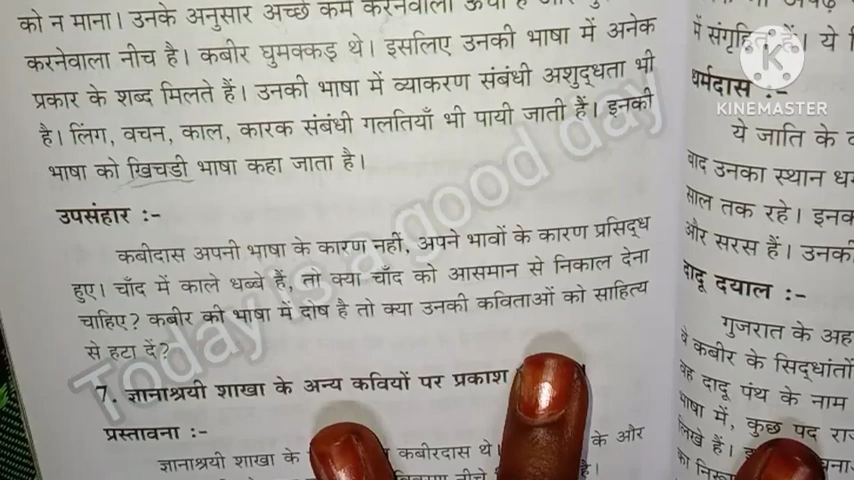 को न माना। उनके अनुसार अच्छे कर्म करनेवाला
करनेवाला नीच है। कबीर घुमक्कड़ थे। इसलिए उनकी भाषा में अनेक
प्रकार के शब्द मिलते हैं। उनकी भाषा में व्याकरण संबंधी अशुद्धता भी
है। लिंग, वचन, काल, कारक संबंधी गलतियाँ भी पायी जाती हैं। इनकी
भाषा को खिचडी भाषा कहा जाता है।
उपसंहार :-
कबीदास अपनी भाषा के कारण नहीं, अपने भावों के कारण प्रसिद्ध
हुए। चाँद में काले धब्बे हैं, तो क्या चाँद को आसमान से निकाल देना
चाहिए? कबीर की भाषा में दोष है तो क्या उनकी कविताओं को साहित्य
से हटा दें?
7. ज्ञानाश्रयी शाखा के अन्य कवियों पर प्रकाश
प्रस्तावना :-
ज्ञानाश्रयी शाखा के कबीरदास थे। के और
नीचे है।
में संगृहित हैं। ये
धर्मदास :-
ये जाति के
बाद उनका स्थान
साल तक रहे।
और सरस हैं। उनकी
दादू दयाल :-
गुजरात के
वे कबीर के सिद्धांतों
वह दादू पंथ के नाम
भाषा में, कुछ पद
लिखे हैं।
का
KINEMASTER
Today is a good day